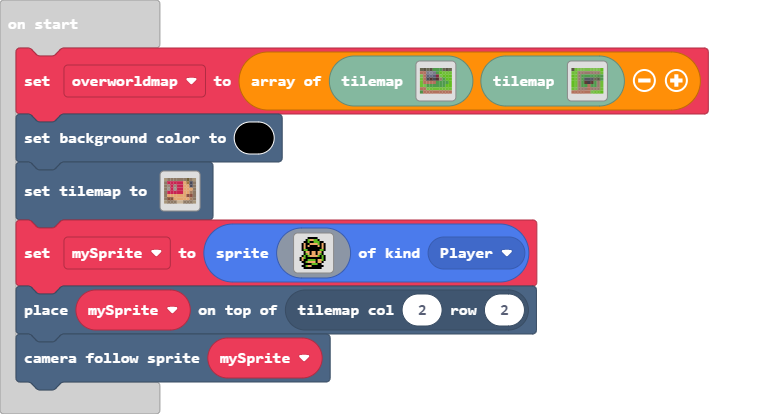 on start
set overworldmap to array of tilemap tilemap
set background color to
set tilemap to
set mySprite to sprite of kind Player
place mySprite on top of tilemap col 2 row 2
camera follow sprite mySprite